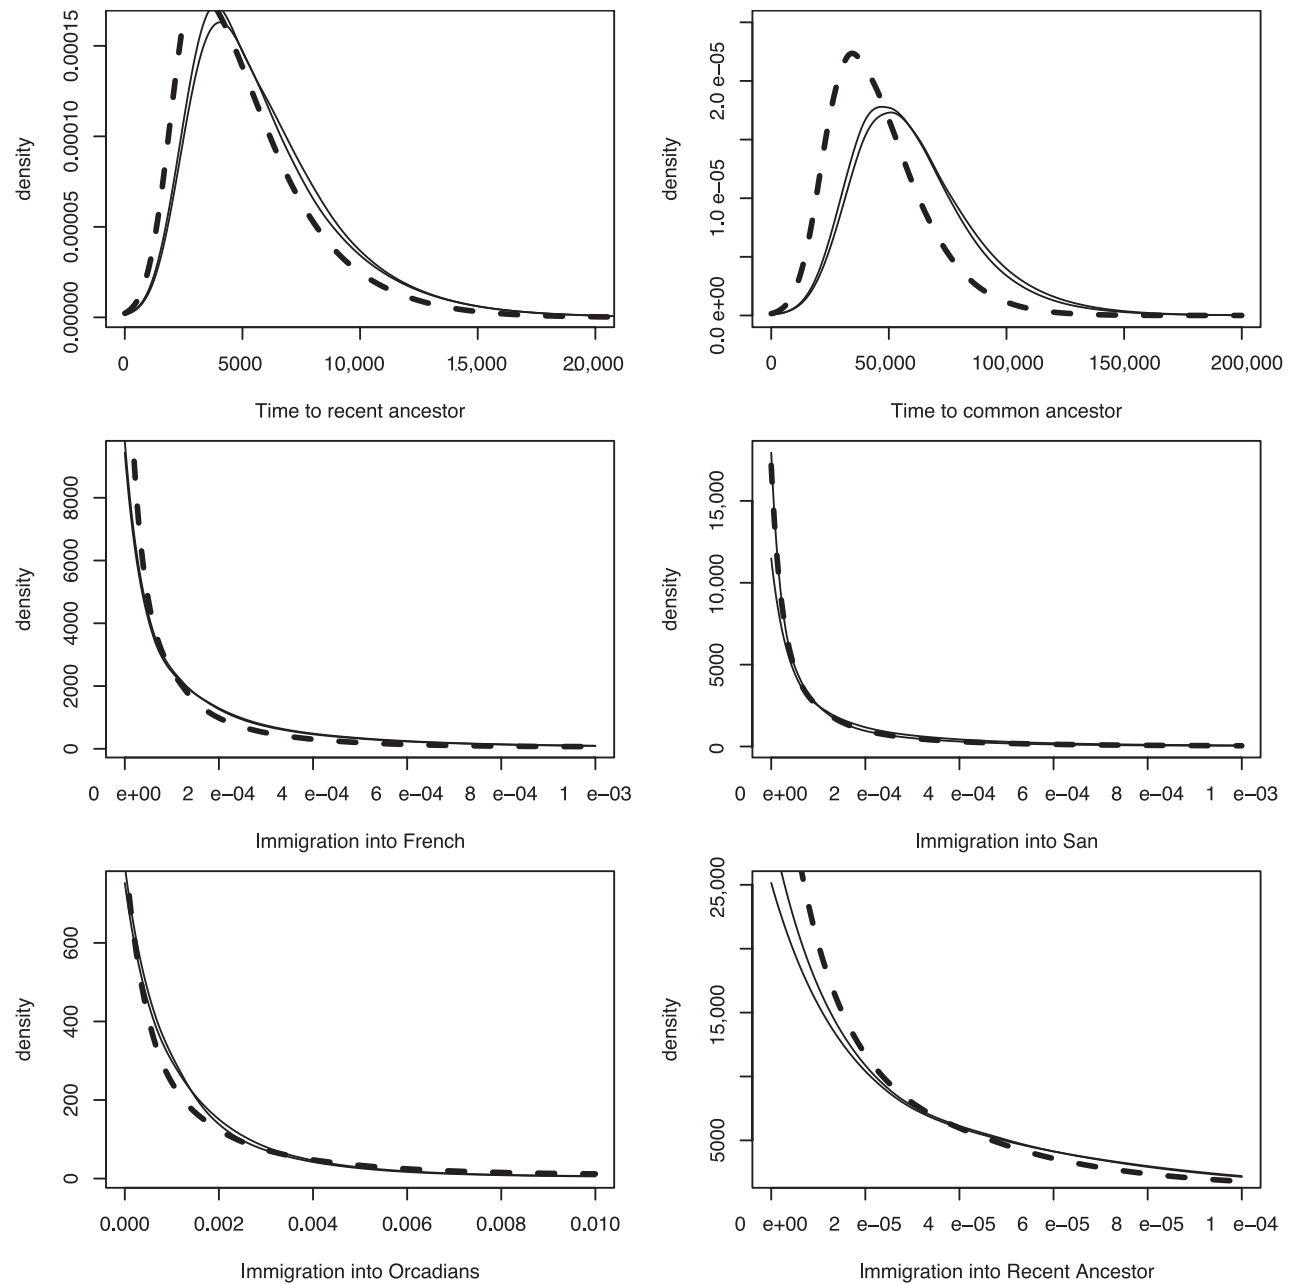 density
0.00000 0.00005 0.00010 0.00015
0 5000 10,000 15,000 20,000
Time to recent ancestor
density
0.0 e+00 1.0 e−05 2.0 e−05
0 50,000 100,000 150,000 200,000
Time to common ancestor
density
0 2000 4000 6000 8000
0 e+00 2 e−04 4 e−04 6 e−04 8 e−04 1 e−03
Immigration into French
density
0 5000 10,000 15,000
0 e+00 2 e−04 4 e−04 6 e−04 8 e−04 1 e−03
Immigration into San
density
0 200 400 600
0.000 0.002 0.004 0.006 0.008 0.010
Immigration into Orcadians
density
5000 15,000 25,000
0 e+00 2 e−05 4 e−05 6 e−05 8 e−05 1 e−04
Immigration into Recent Ancestor